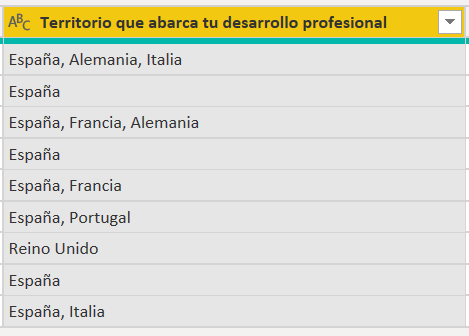 ABC Territorio que abarca tu desarrollo profesional
España, Alemania, Italia
España
España, Francia, Alemania
España
España, Francia
España, Portugal
Reino Unido
España
España, Italia